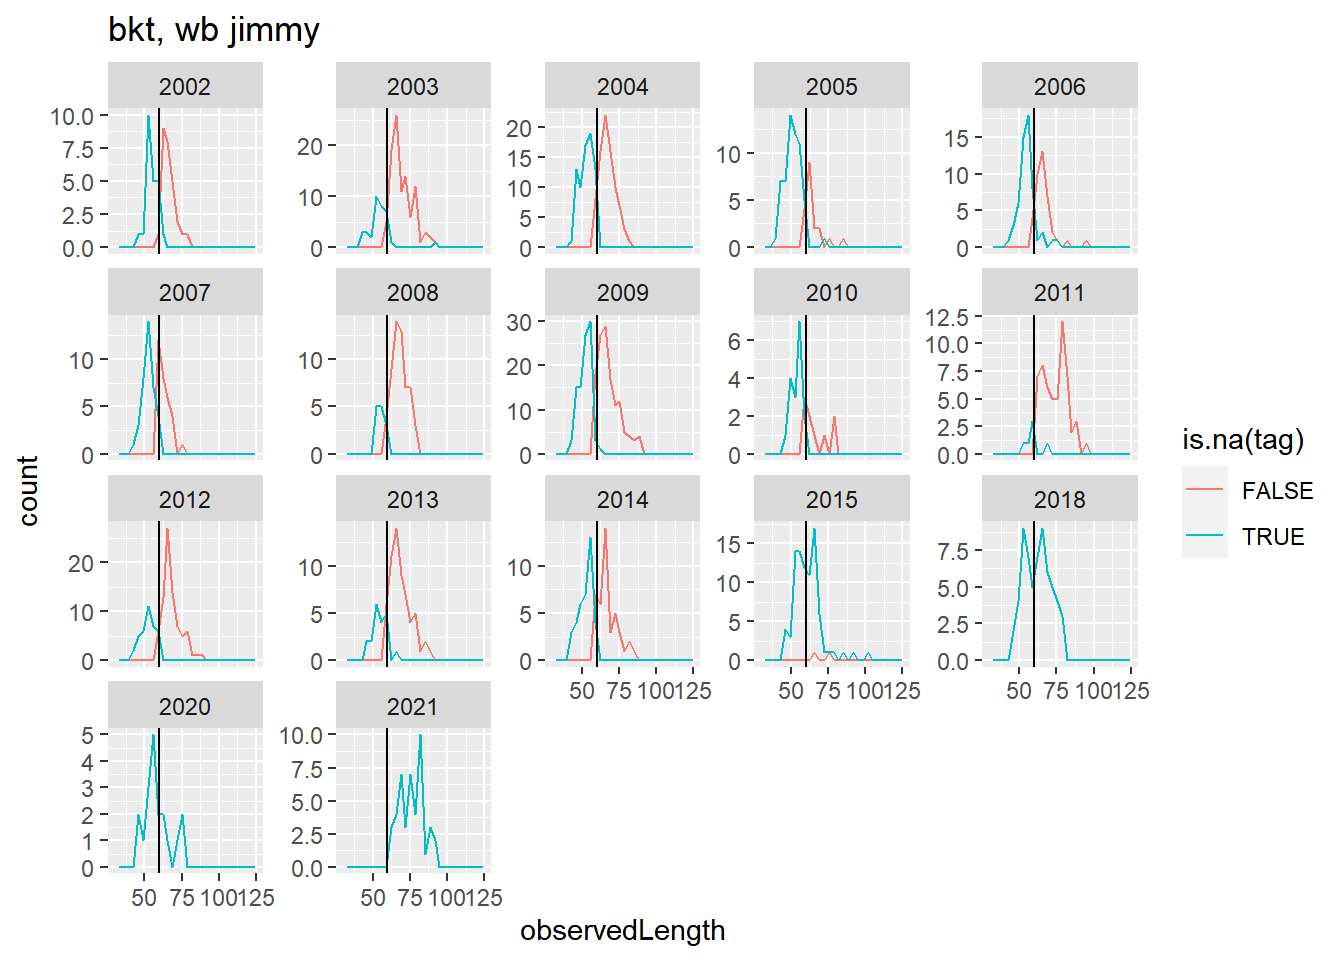 bkt, wb jimmy
2002 2003 2004 2005 2006
10.0 7.5 5.0 2.5 0.0
20 10 0
20 15 10 5 0
10 5 0
15 10 5 0
2007 2008 2009 2010 2011
10 5 0
10 5 0
30 20 10 0
6 4 2 0
12.5 10.0 7.5 5.0 2.5 0.0
2012 2013 2014 2015 2018
20 10 0
10 5 0
10 5 0
15 10 5 0
7.5 5.0 2.5 0.0
50 75 100 125
50 75 100 125
50 75 100 125
2020 2021
5 4 3 2 1 0
10.0 7.5 5.0 2.5 0.0
50 75 100 125
50 75 100 125
count
observedLength
is.na(tag)
FALSE
TRUE